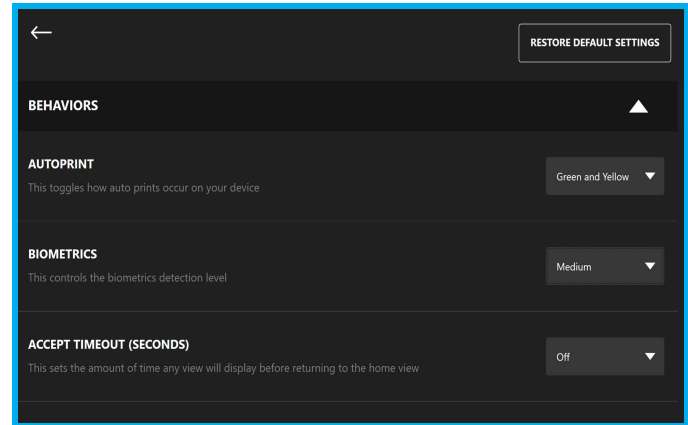 RESTORE DEFAULT SETTINGS
BEHAVIORS
AUTOPRINT
This toggles how auto prints occur on your device
Green and Yellow
BIOMETRICS
This controls the biometrics detection level
Medium
ACCEPT TIMEOUT (SECONDS)
This sets the amount of time any view will display before returning to the home view
Off